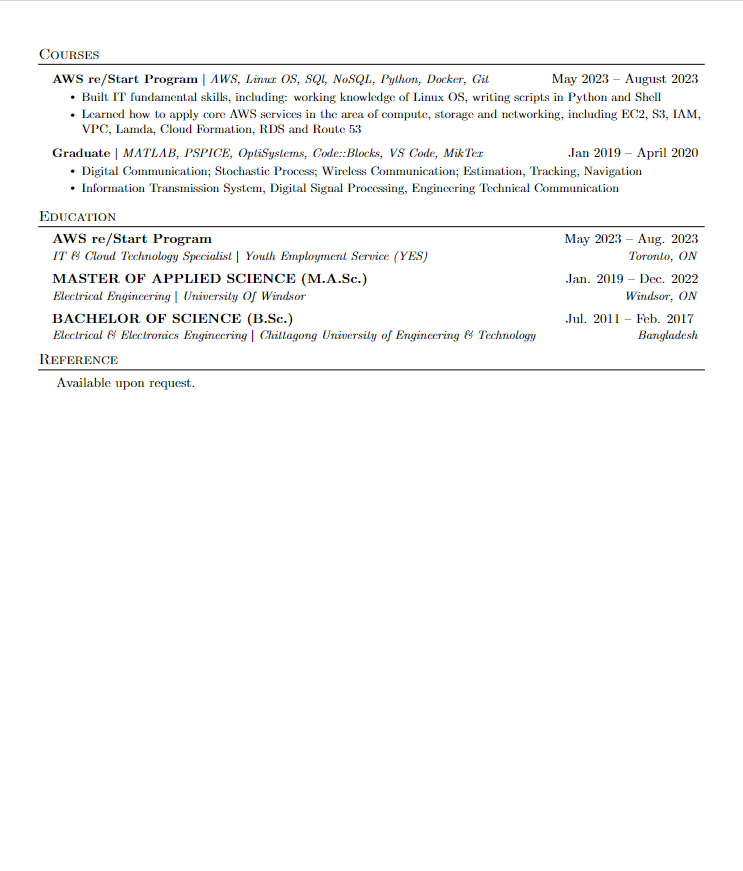 Courses
AWS re/Start Program | AWS, Linux OS, SQl, NoSQL, Python, Docker, Git May 2023 – August 2023
• Built IT fundamental skills, including: working knowledge of Linux OS, writing scripts in Python and Shell
• Learned how to apply core AWS services in the area of compute, storage and networking, including EC2, S3, IAM,
VPC, Lamda, Cloud Formation, RDS and Route 53
Graduate | MATLAB, PSPICE, OptiSystems, Code::Blocks, VS Code, MikTex Jan 2019 – April 2020
• Digital Communication; Stochastic Process; Wireless Communication; Estimation, Tracking, Navigation
• Information Transmission System, Digital Signal Processing, Engineering Technical Communication
Education
AWS re/Start Program May 2023 – Aug. 2023
IT & Cloud Technology Specialist | Youth Employment Service (YES) Toronto, ON
MASTER OF APPLIED SCIENCE (M.A.Sc.) Jan. 2019 – Dec. 2022
Electrical Engineering | University Of Windsor Windsor, ON
BACHELOR OF SCIENCE (B.Sc.) Jul. 2011 – Feb. 2017
Electrical & Electronics Engineering | Chittagong University of Engineering & Technology Bangladesh
Reference
Available upon request.